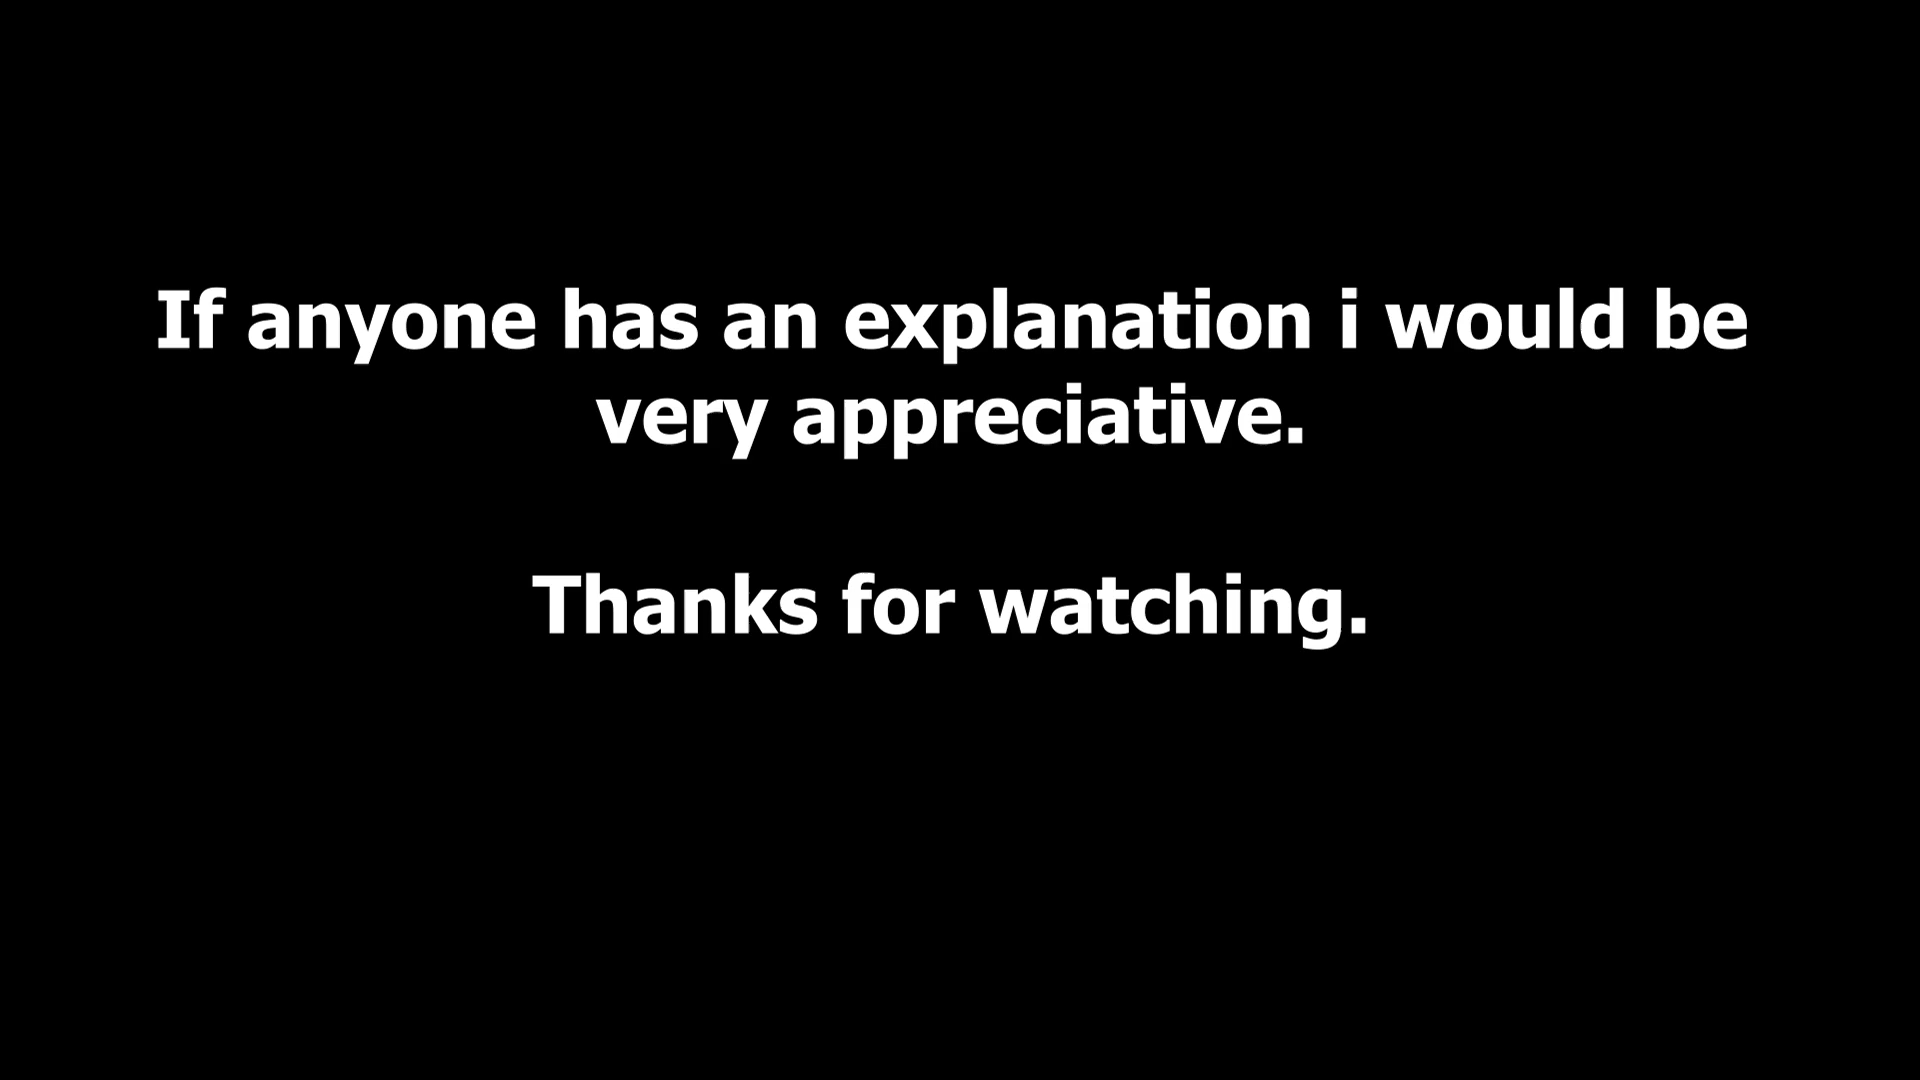 If anyone has an explanation i would be
very appreciative.
Thanks for watching.